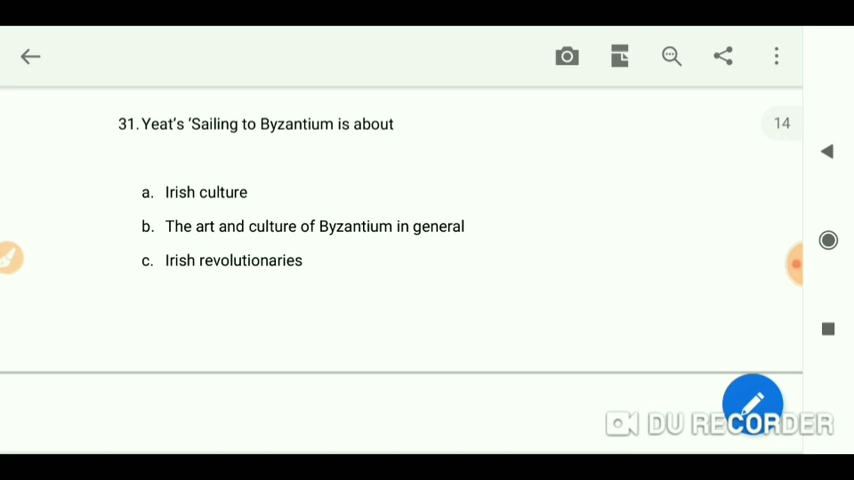 14
31. Yeat's ‘Sailing to Byzantium is about
a. Irish culture
b. The art and culture of Byzantium in general
c. Irish revolutionaries
DU RECORDER